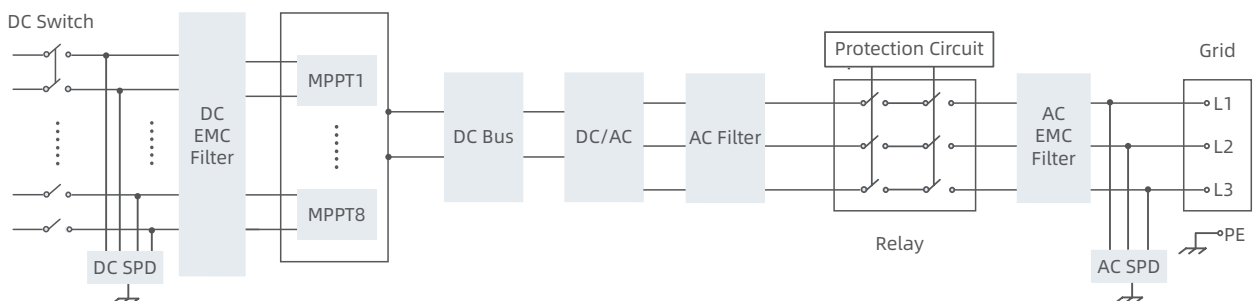 DC Switch
DC SPD
DC
EMC
Filter
MPPT1
MPPT8
DC Bus
DC/AC
AC Filter
Protection Circuit
Relay
AC
EMC
Filter
AC SPD
Grid
L1
L2
L3
PE